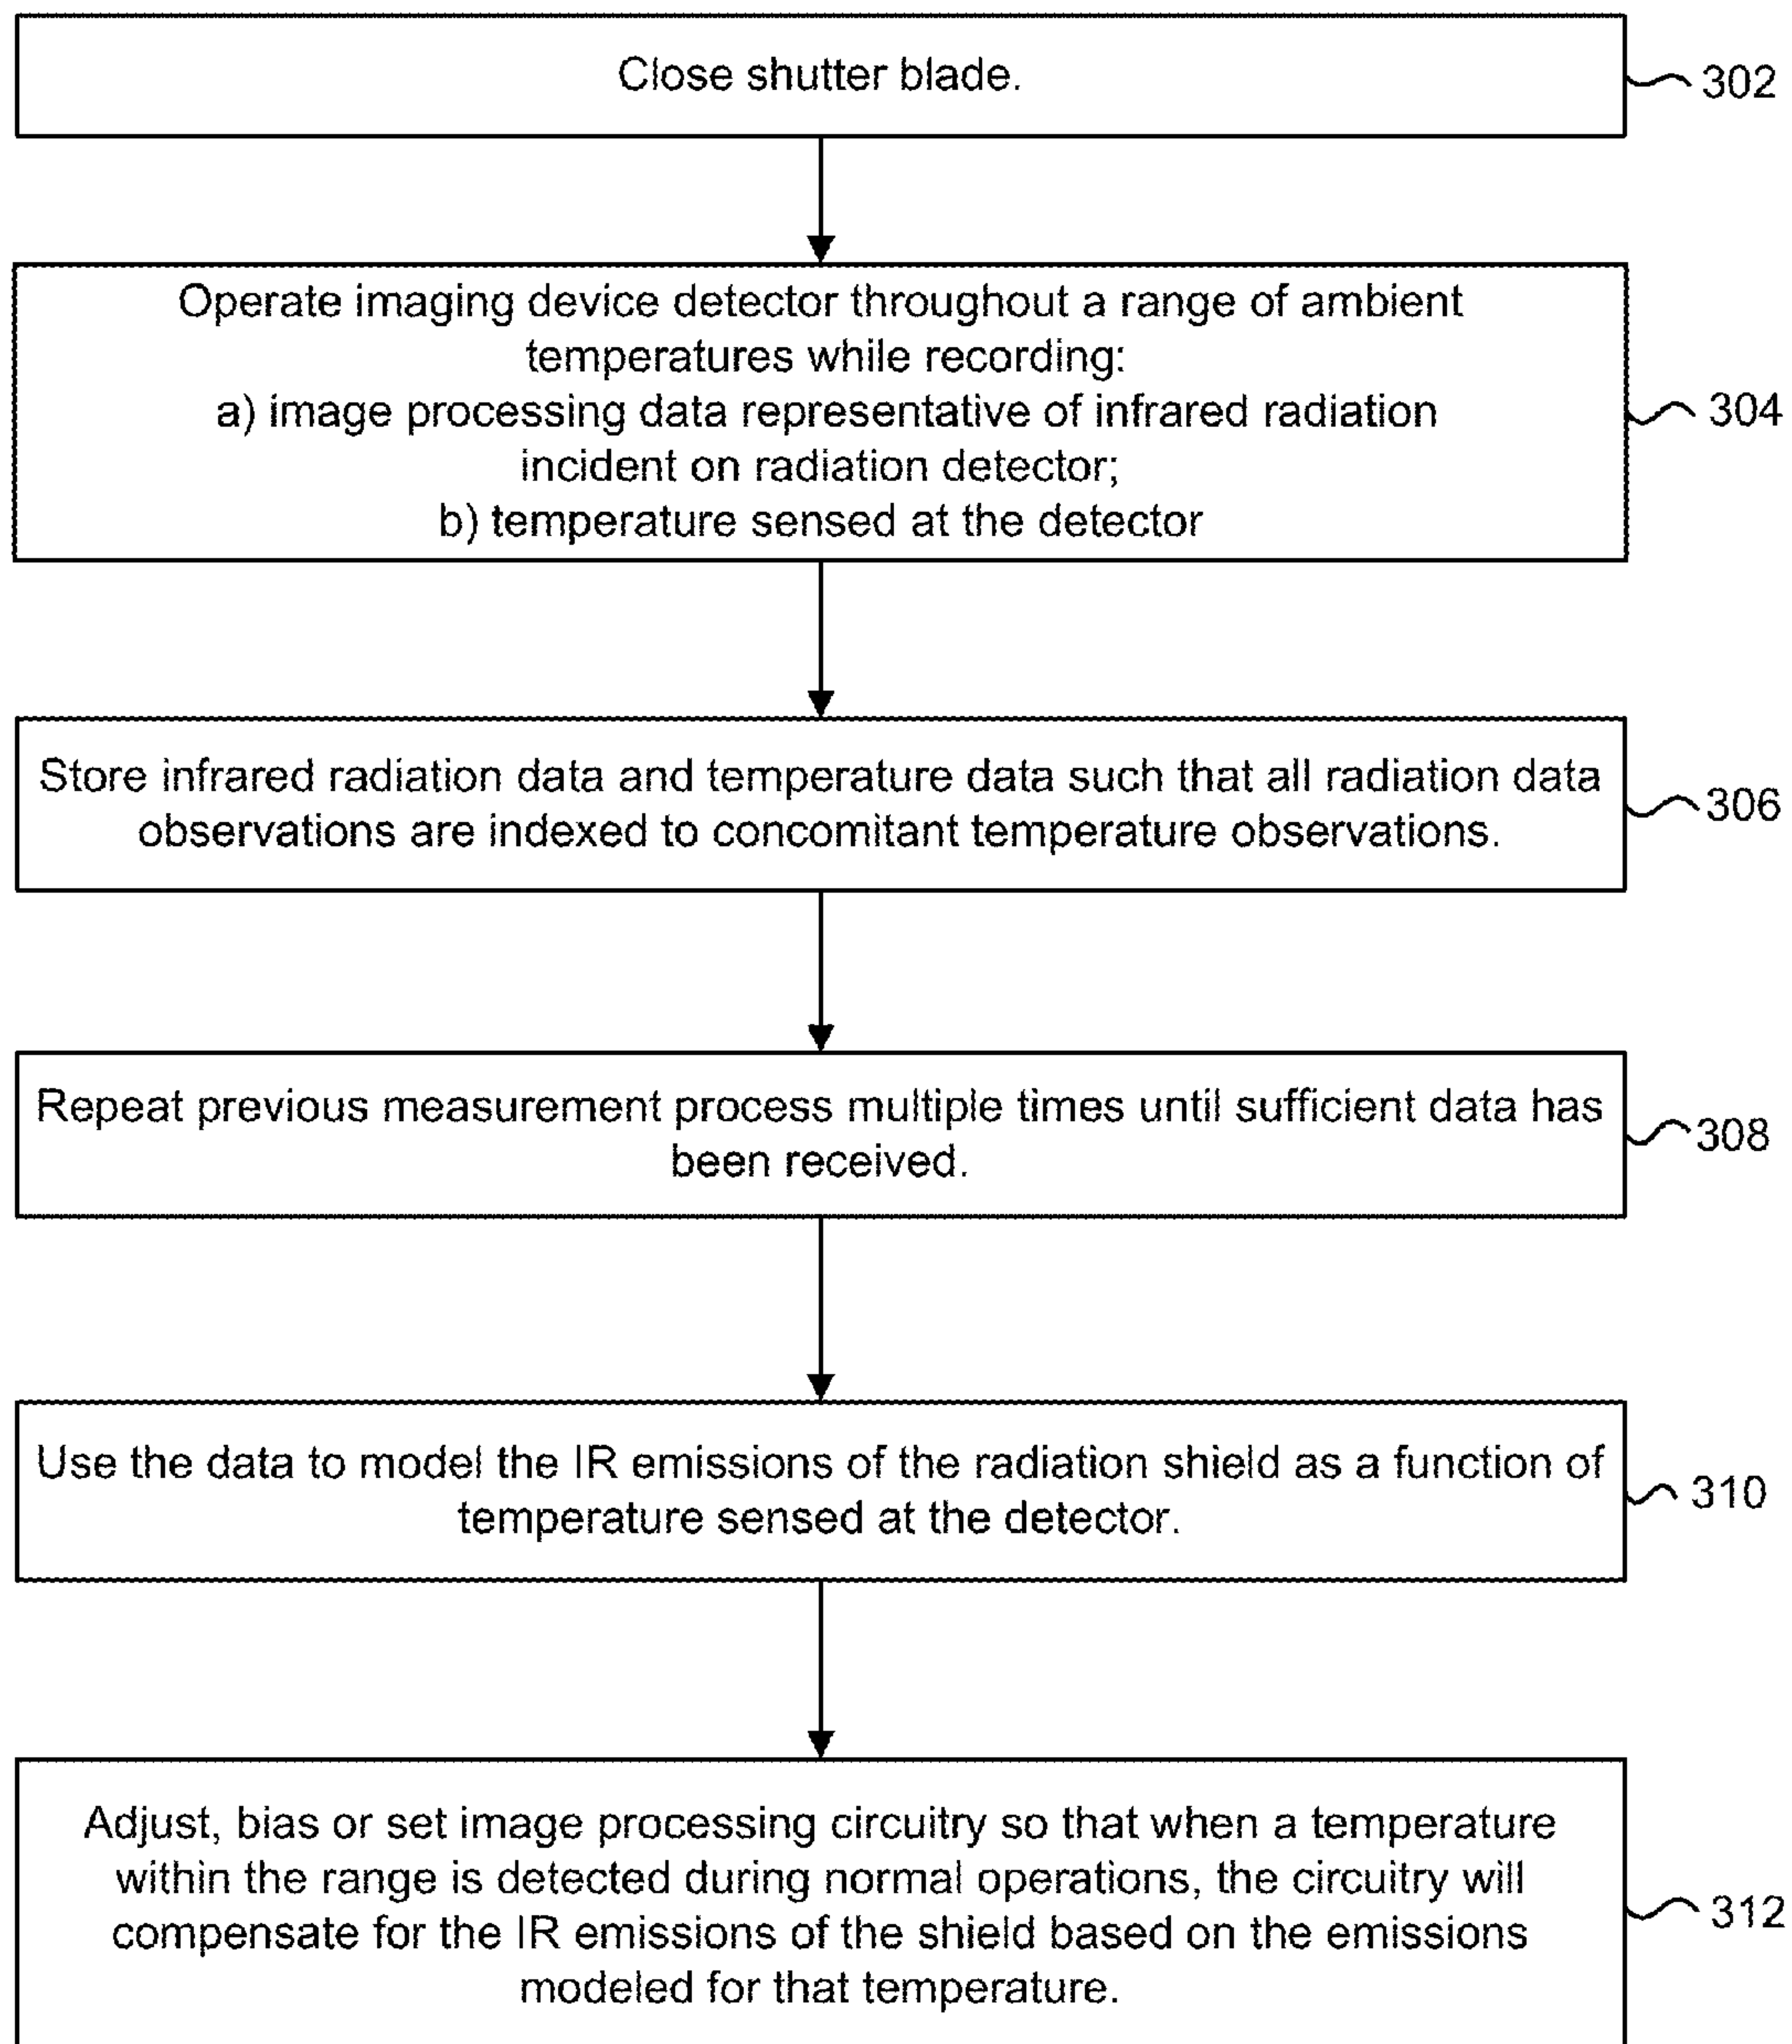 Close shutter blade.
302
Operate imaging device detector throughout a range of ambient
temperatures while recording:
a) image processing data representative of infrared radiation
incident on radiation detector;
b) temperature sensed at the detector
304
Store infrared radiation data and temperature data such that all radiation data
observations are indexed to concomitant temperature observations.
306
Repeat previous measurement process multiple times until sufficient data has
been received.
308
Use the data to model the IR emissions of the radiation shield as a function of
temperature sensed at the detector.
310
Adjust, bias or set image processing circuitry so that when a temperature
within the range is detected during normal operations, the circuitry will
compensate for the IR emissions of the shield based on the emissions
modeled for that temperature.
312